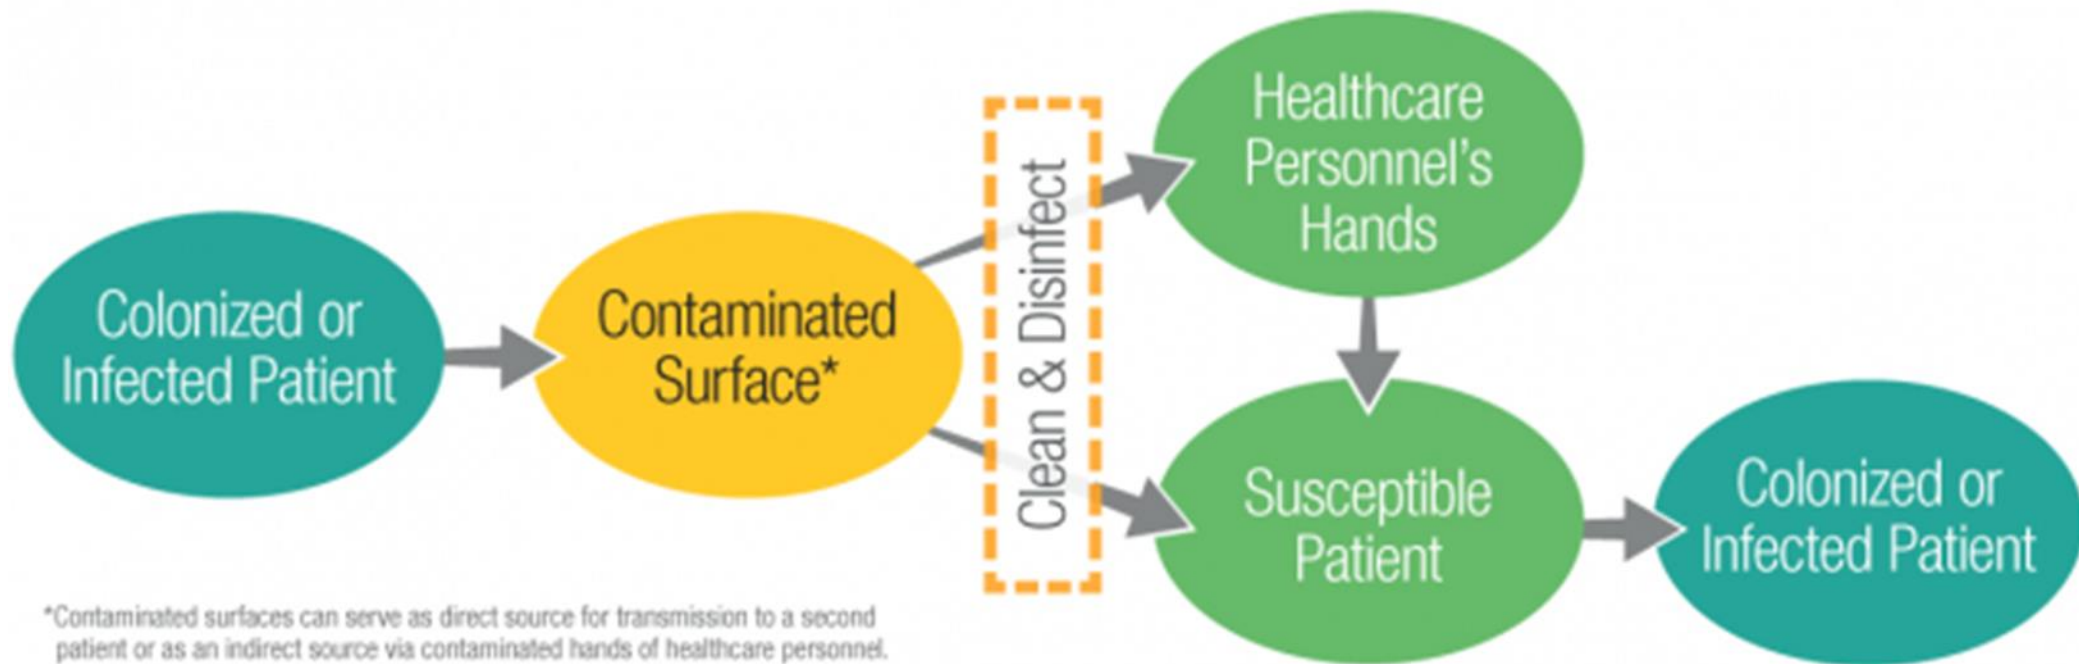 Colonized or
Infected Patient
Contaminated
Surface*
Clean & Disinfect
Healthcare
Personnel's
Hands
Susceptible
Patient
Colonized or
Infected Patient
*Contaminated surfaces can serve as direct source for transmission to a second
patient or as an indirect source via contaminated hands of healthcare personnel.